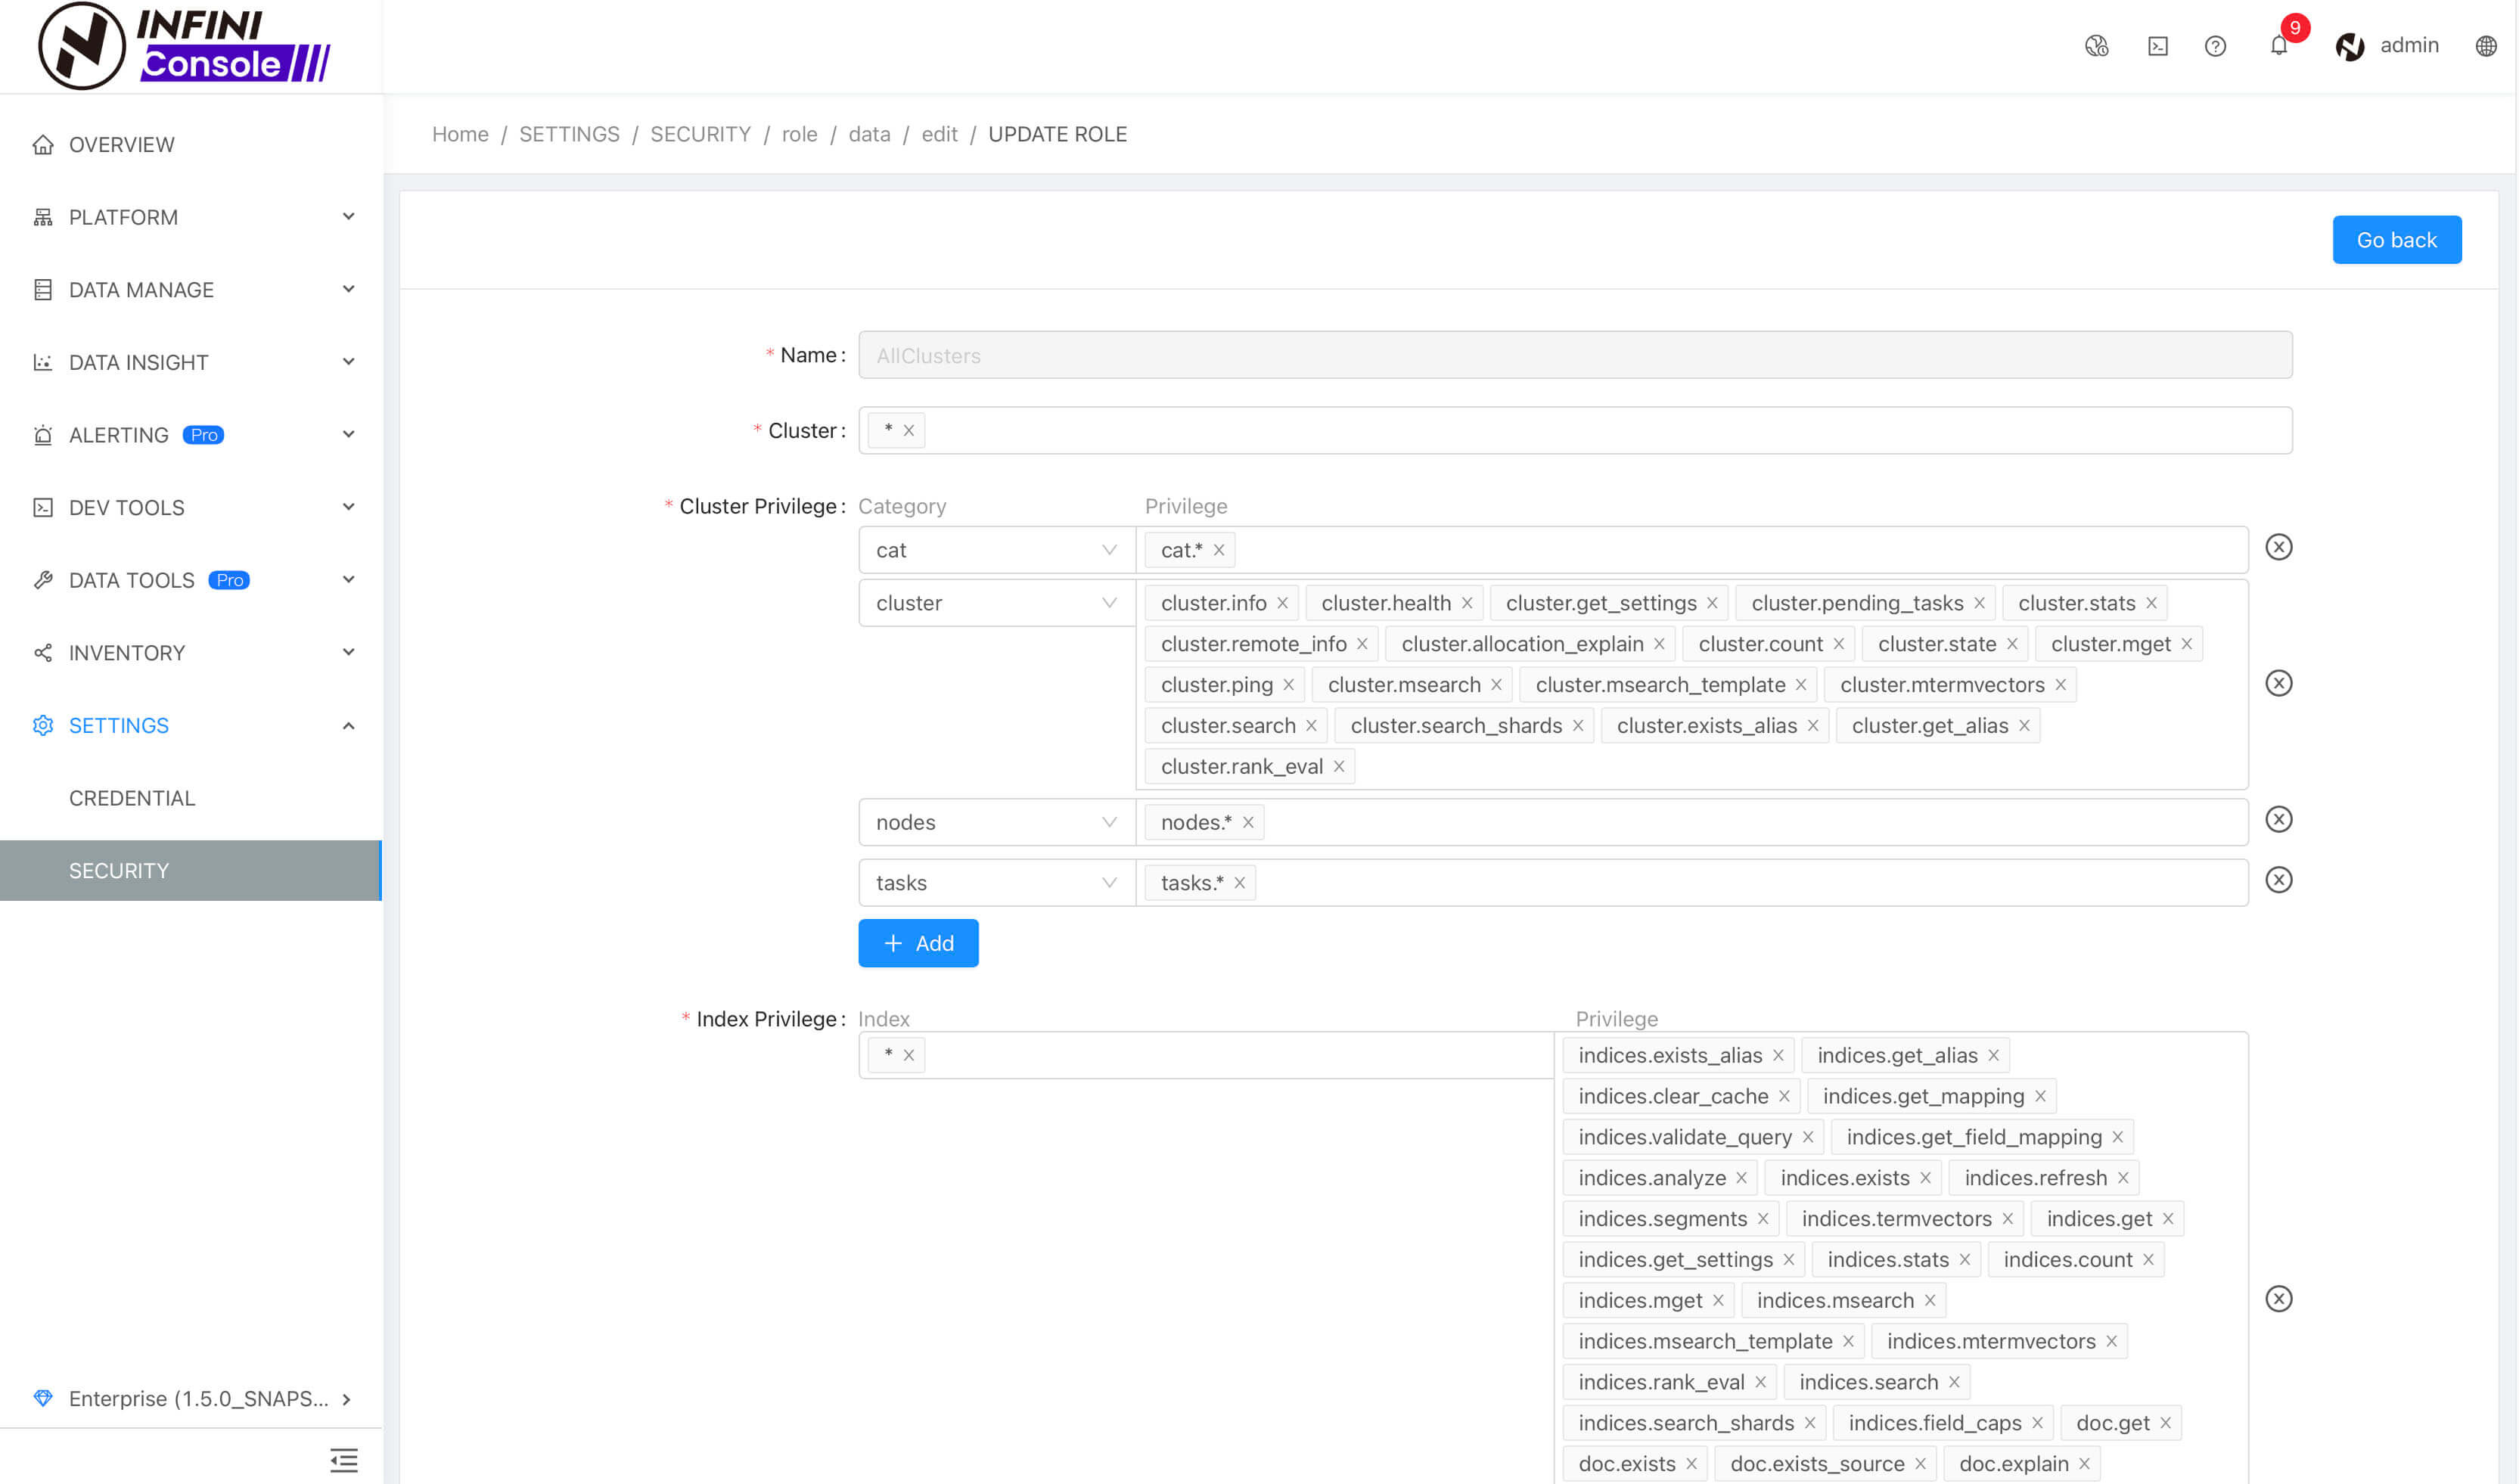 INFINI
Console
9
admin
OVERVIEW
PLATFORM
DATA MANAGE
DATA INSIGHT
ALERTING Pro
DEV TOOLS
DATA TOOLS Pro
INVENTORY
SETTINGS
CREDENTIAL
SECURITY
Enterprise (1.5.0_SNAPS...
Home / SETTINGS / SECURITY / role / data / edit / UPDATE ROLE
Go back
* Name: AllClusters
* Cluster: *
* Cluster Privilege: Category Privilege
cat cat.*
cluster cluster.info cluster.health cluster.get_settings cluster.pending_tasks cluster.stats
cluster.remote_info cluster.allocation_explain cluster.count cluster.state cluster.mget
cluster.ping cluster.msearch cluster.msearch_template cluster.mtermvectors
cluster.search cluster.search_shards cluster.exists_alias cluster.get_alias
cluster.rank_eval
nodes nodes.*
tasks tasks.*
+ Add
* Index Privilege: Index Privilege
* indices.exists_alias indices.get_alias
indices.clear_cache indices.get_mapping
indices.validate_query indices.get_field_mapping
indices.analyze indices.exists indices.refresh
indices.segments indices.termvectors indices.get
indices.get_settings indices.stats indices.count
indices.mget indices.msearch
indices.msearch_template indices.mtermvectors
indices.rank_eval indices.search
indices.search_shards indices.field_caps doc.get
doc.exists doc.exists_source doc.explain